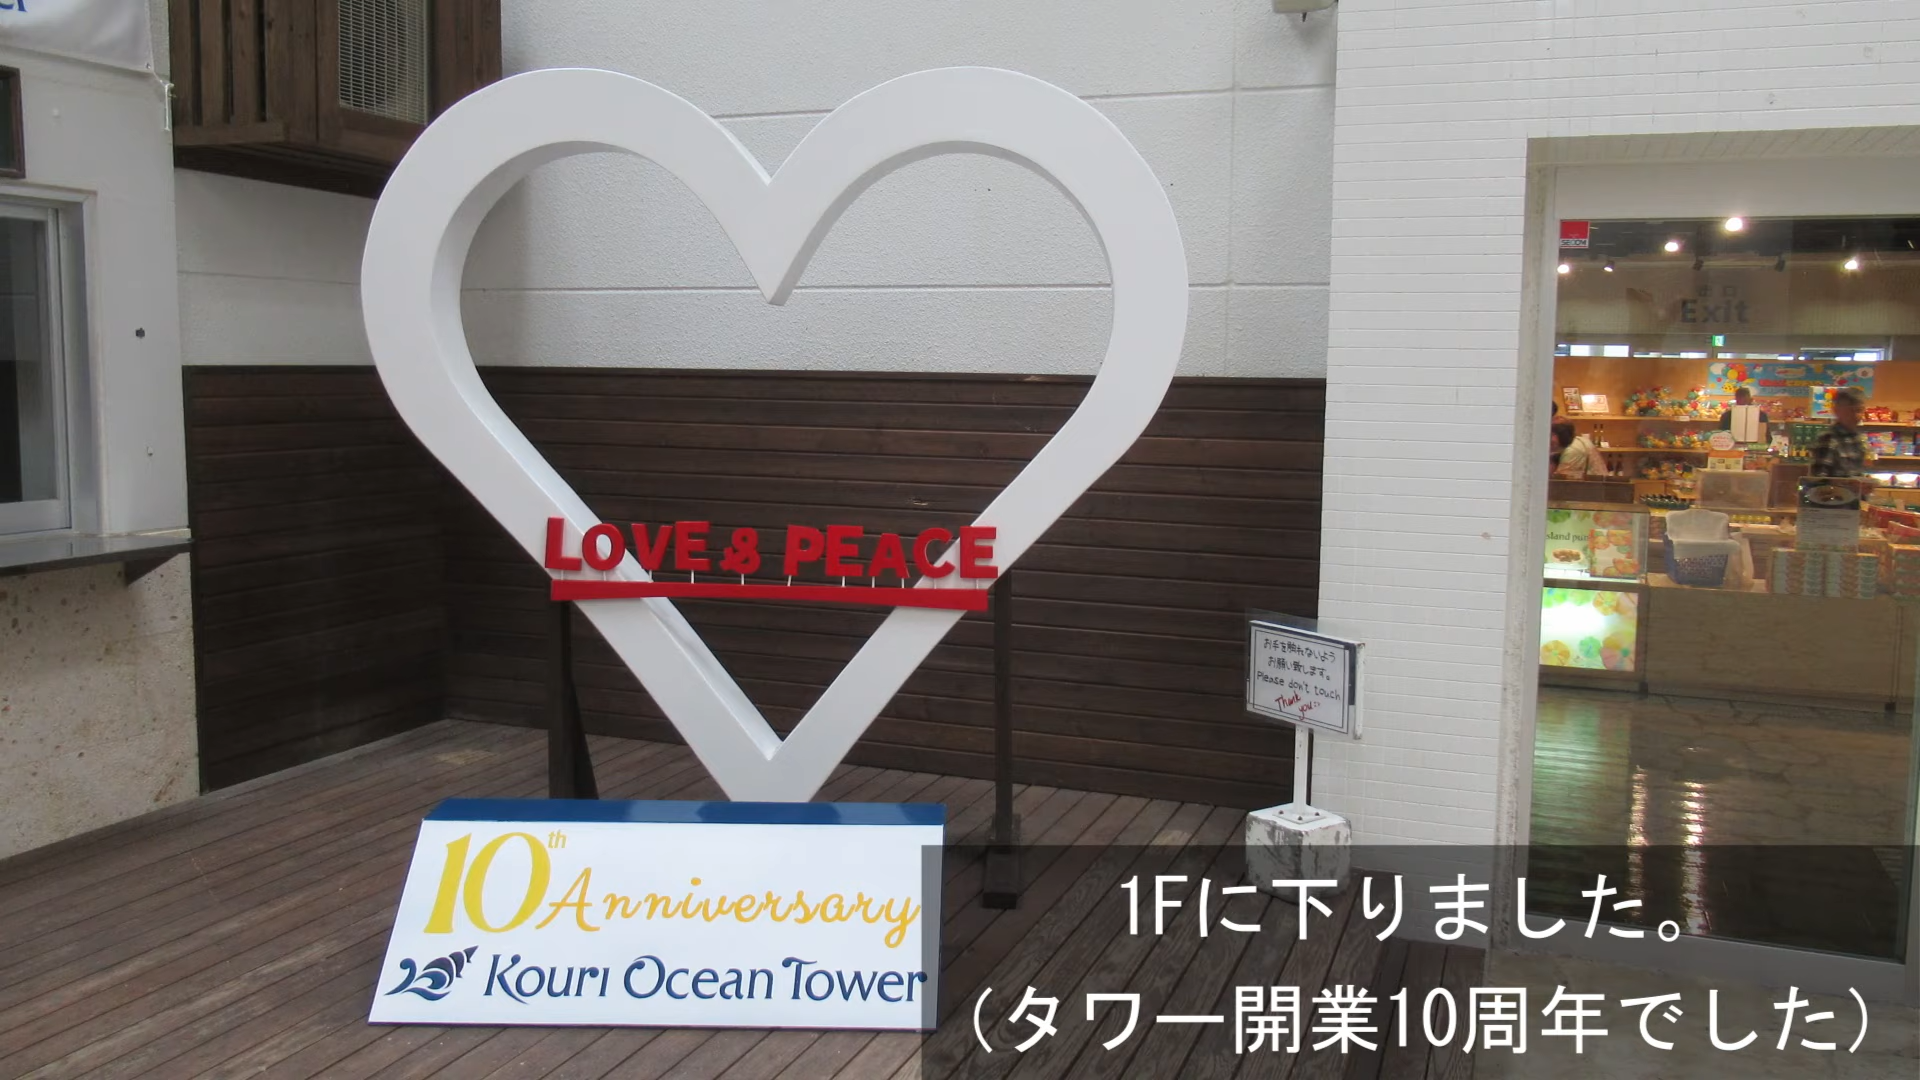 出口
Exit
LOVE & PEACE
お手を触れないよう
お願い致します。
Please don't touch
Thank
you
10th
Anniversary
Kouri Ocean Tower
1Fに下りました。
(タワー開業10周年でした)